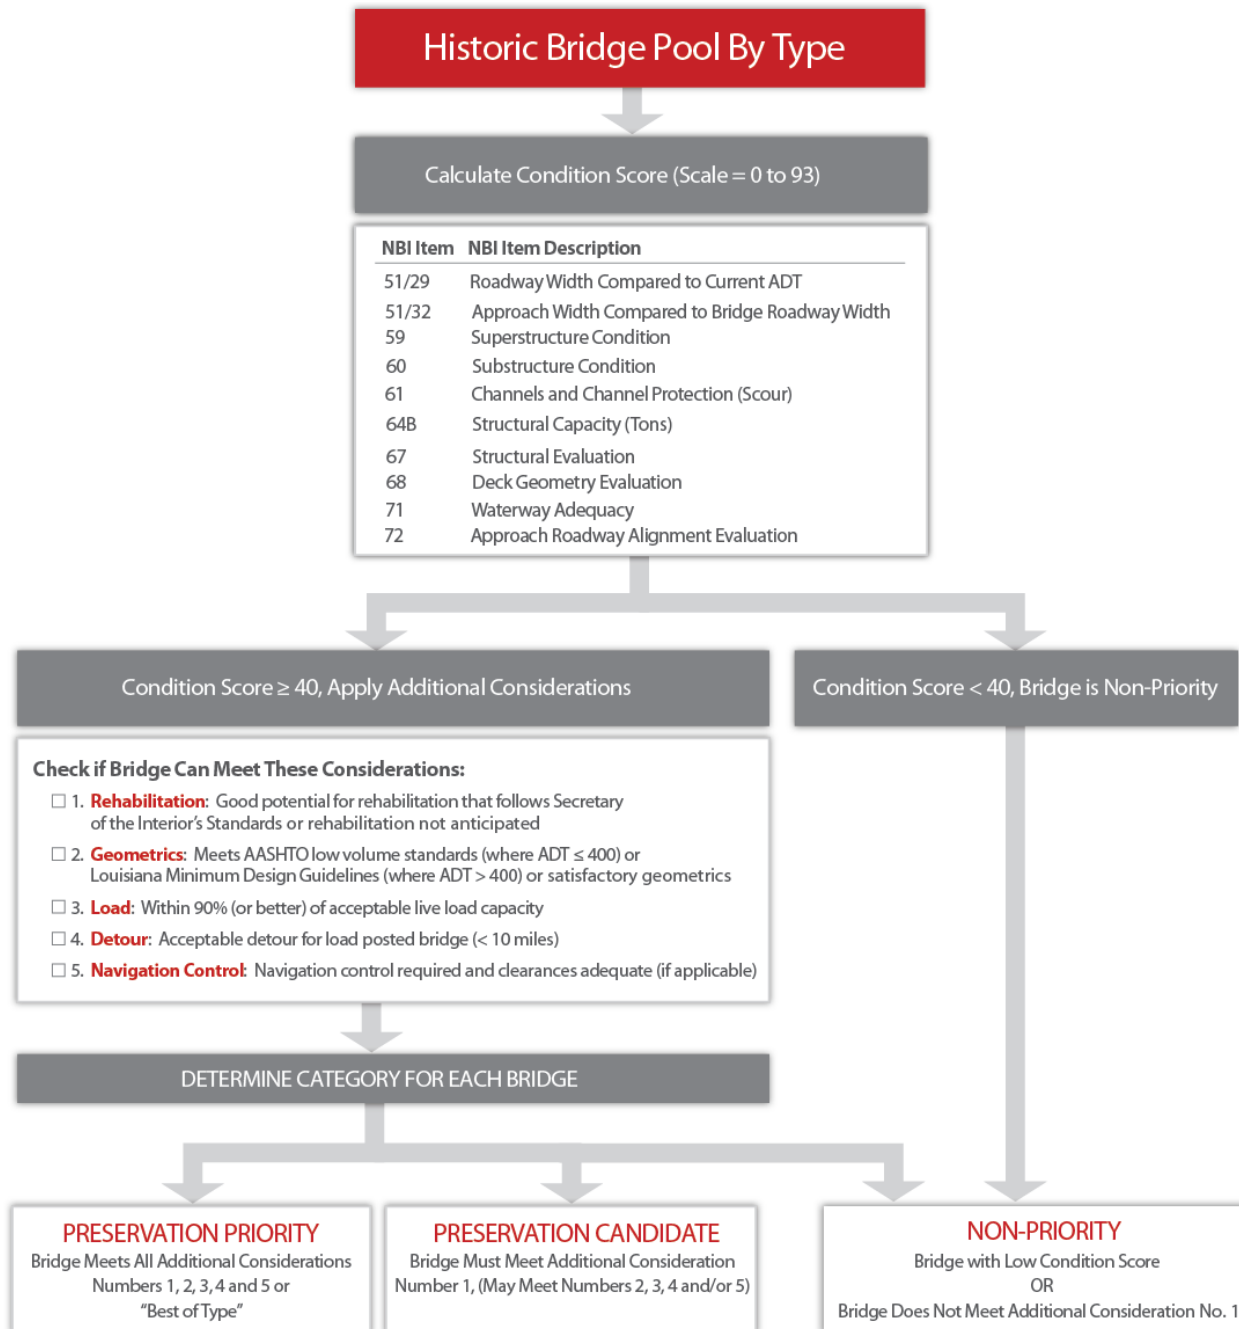 Historic Bridge Pool By Type
Calculate Condition Score (Scale = 0 to 93)
NBI Item NBI Item Description
51/29 Roadway Width Compared to Current ADT
51/32 Approach Width Compared to Bridge Roadway Width
59 Superstructure Condition
60 Substructure Condition
61 Channels and Channel Protection (Scour)
64B Structural Capacity (Tons)
67 Structural Evaluation
68 Deck Geometry Evaluation
71 Waterway Adequacy
72 Approach Roadway Alignment Evaluation
Condition Score ≥ 40, Apply Additional Considerations
Condition Score < 40, Bridge is Non-Priority
Check if Bridge Can Meet These Considerations:
☐ 1. Rehabilitation: Good potential for rehabilitation that follows Secretary
of the Interior's Standards or rehabilitation not anticipated
☐ 2. Geometrics: Meets AASHTO low volume standards (where ADT ≤ 400) or
Louisiana Minimum Design Guidelines (where ADT > 400) or satisfactory geometrics
☐ 3. Load: Within 90% (or better) of acceptable live load capacity
☐ 4. Detour: Acceptable detour for load posted bridge (< 10 miles)
☐ 5. Navigation Control: Navigation control required and clearances adequate (if applicable)
DETERMINE CATEGORY FOR EACH BRIDGE
PRESERVATION PRIORITY
Bridge Meets All Additional Considerations
Numbers 1, 2, 3, 4 and 5 or
"Best of Type"
PRESERVATION CANDIDATE
Bridge Must Meet Additional Consideration
Number 1, (May Meet Numbers 2, 3, 4 and/or 5)
NON-PRIORITY
Bridge with Low Condition Score
OR
Bridge Does Not Meet Additional Consideration No. 1